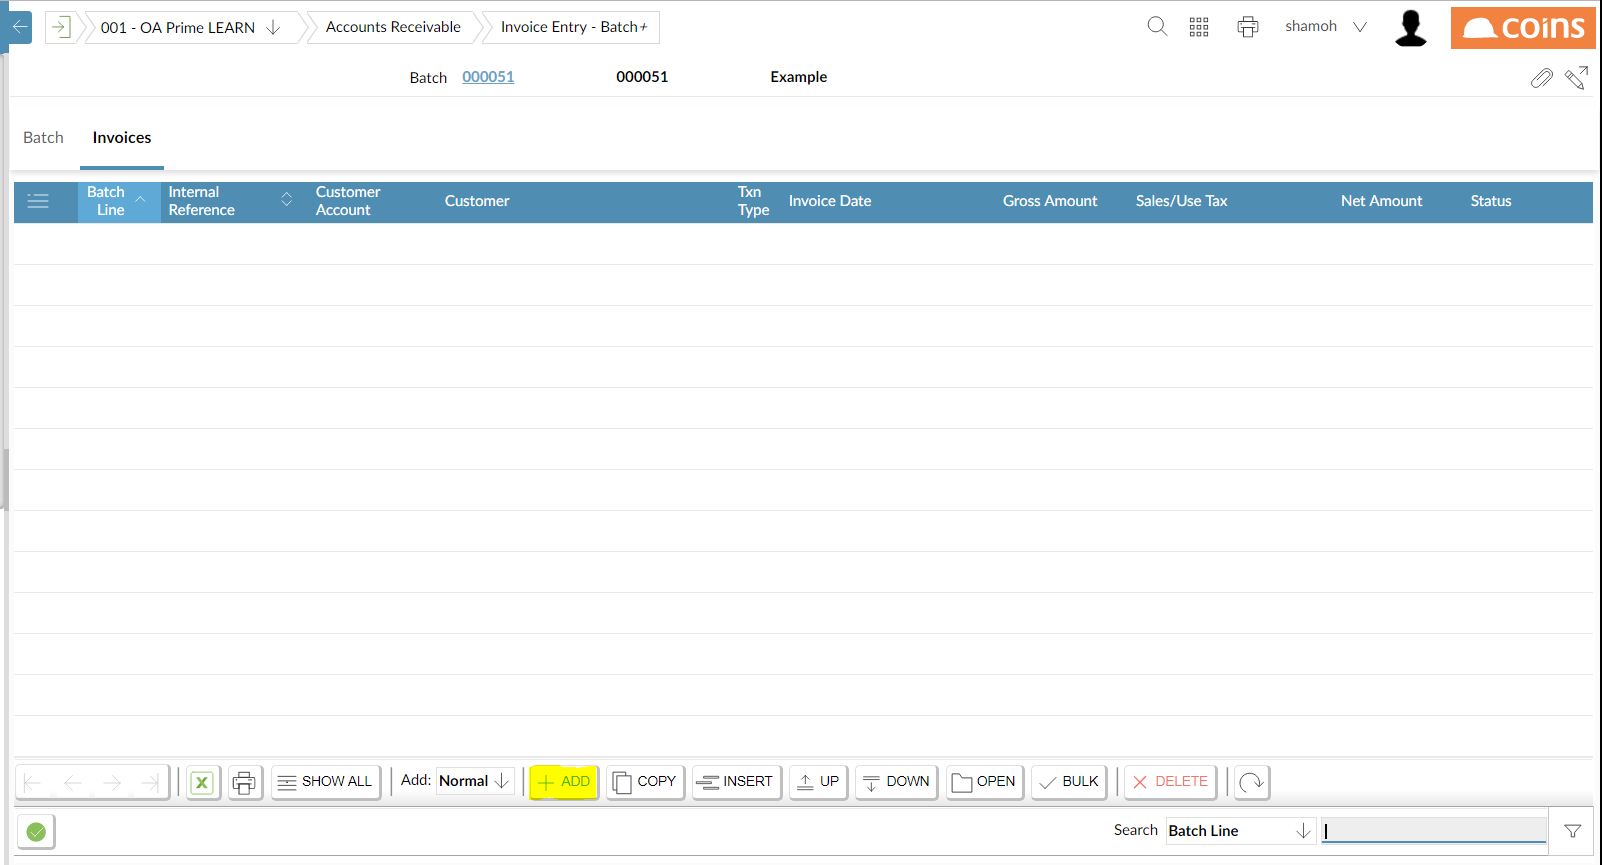 001 - OA Prime LEARN Accounts Receivable Invoice Entry - Batch+ shamoh coins
Batch 000051 000051 Example
Batch Invoices
Batch Line Internal Reference Customer Account Customer Txn Type Invoice Date Gross Amount Sales/Use Tax Net Amount Status
X SHOW ALL Add: Normal ADD COPY INSERT UP DOWN OPEN BULK DELETE
Search Batch Line